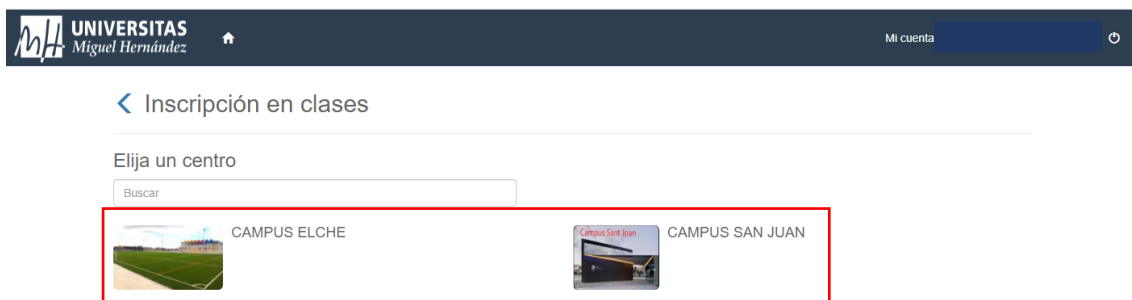 UNIVERSITAS
Miguel Hernández
Mi cuenta
Inscripción en clases
Elija un centro
Buscar
CAMPUS ELCHE
Campus Sant Joan
CAMPUS SAN JUAN